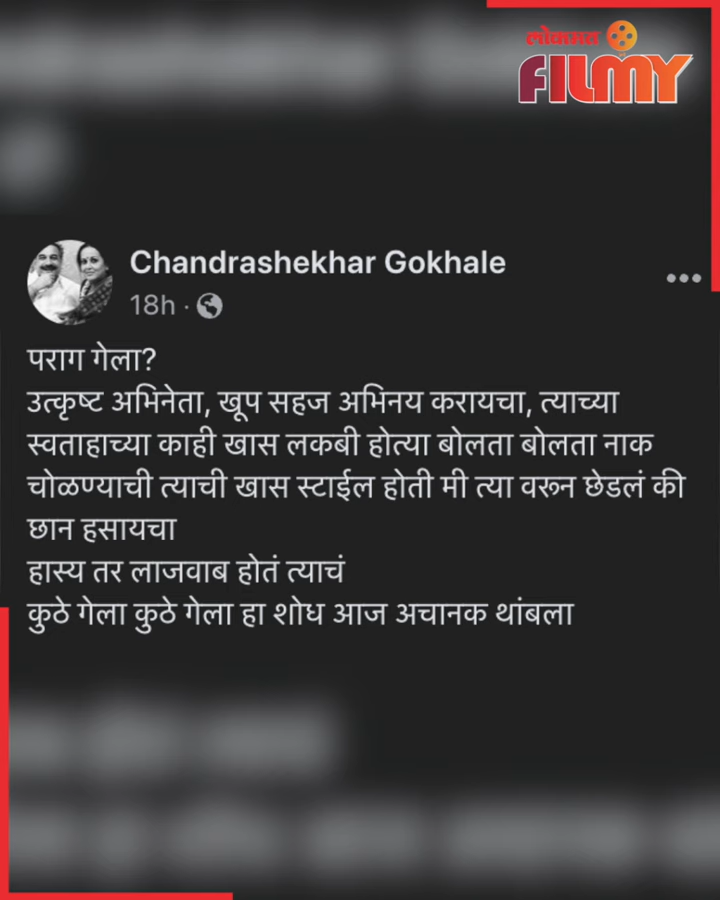 लोकमत
FILMY
Chandrashekhar Gokhale
18h ·
पराग गेला?
उत्कृष्ट अभिनेता, खूप सहज अभिनय करायचा, त्याच्या
स्वताहाच्या काही खास लकबी होत्या बोलता बोलता नाक
चोळण्याची त्याची खास स्टाईल होती मी त्या वरून छेडलं की
छान हसायचा
हास्य तर लाजवाब होतं त्याचं
कुठे गेला कुठे गेला हा शोध आज अचानक थांबला